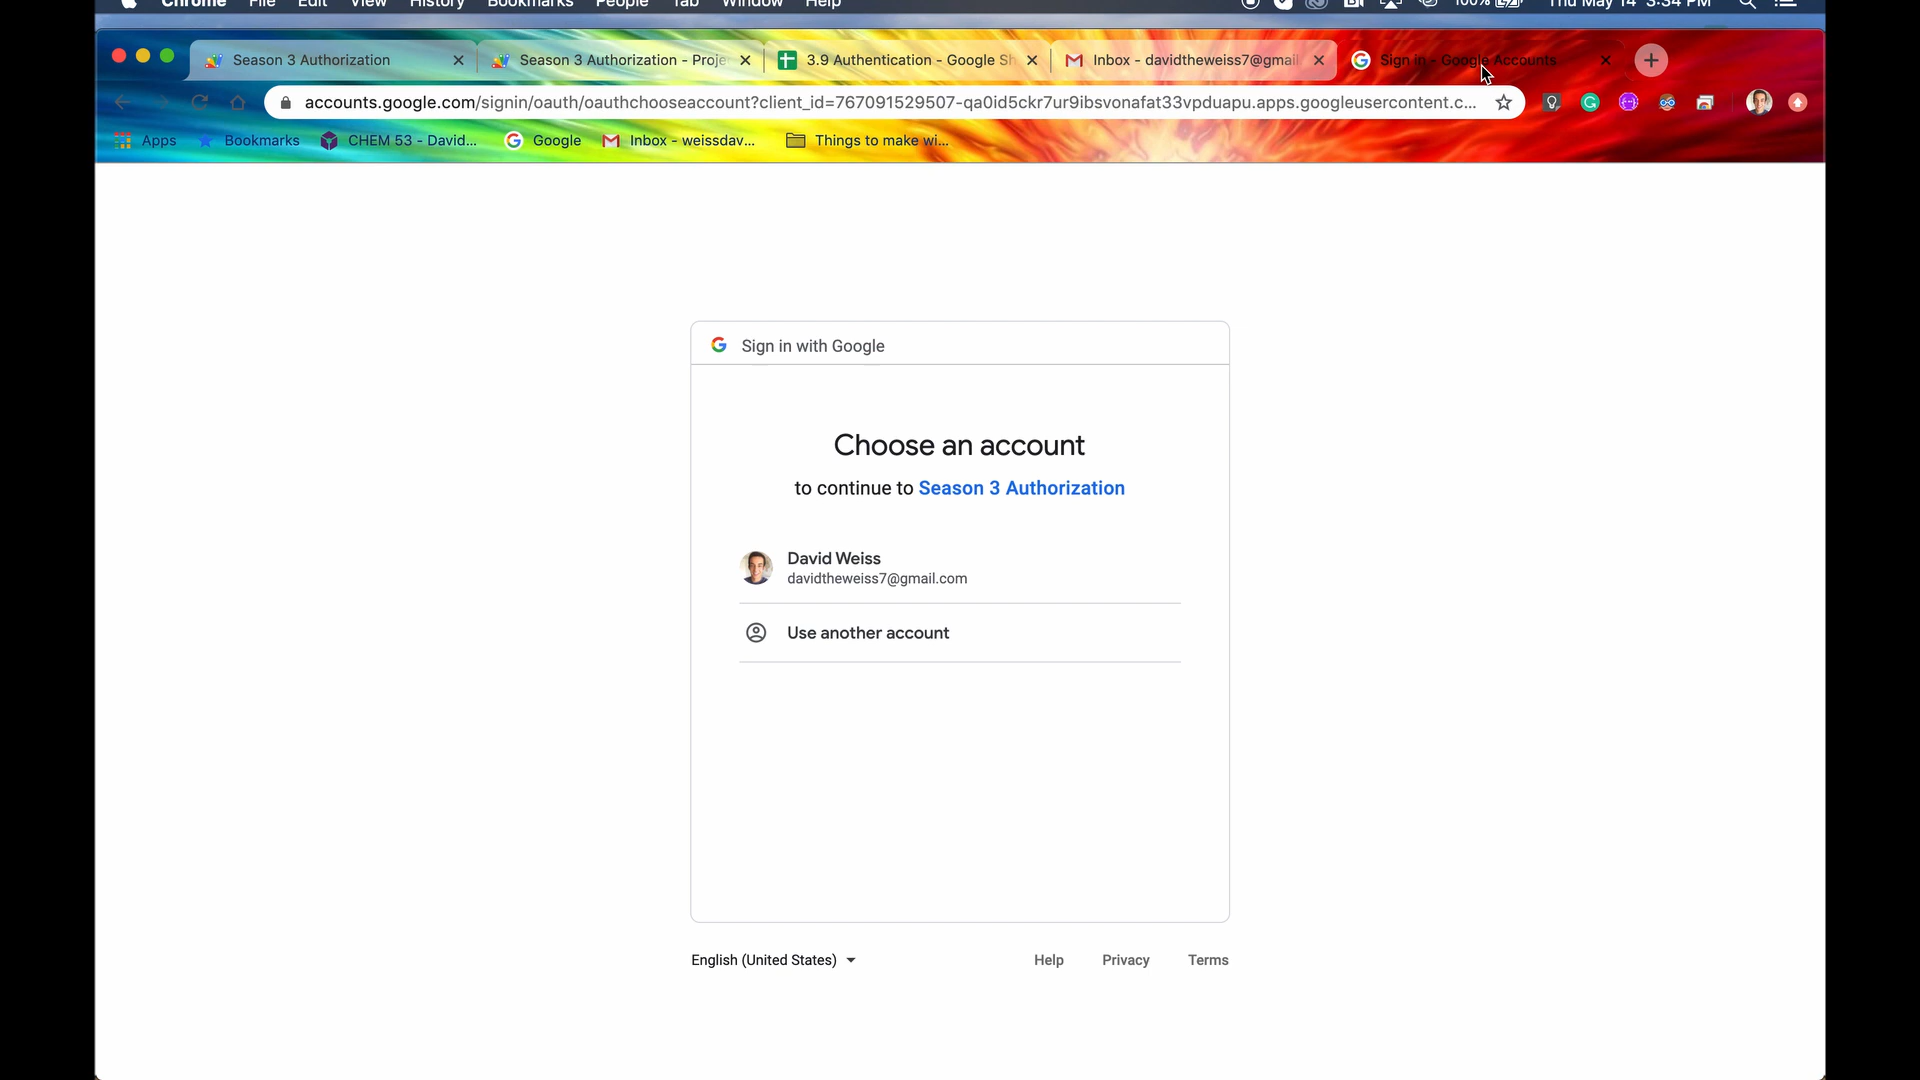 Chrome File Edit View History Bookmarks People Tab Window Help 100% Thu May 14 3:34 PM
Season 3 Authorization Season 3 Authorization - Proje 3.9 Authentication - Google Sh Inbox - davidtheweiss7@gmail Sign in - Google Accounts
accounts.google.com/signin/oauth/oauthchooseaccount?client_id=767091529507-qa0id5ckr7ur9ibsvonafat33vpduapu.apps.googleusercontent.c...
Apps Bookmarks CHEM 53 - David... Google Inbox - weissdav... Things to make wi...
Sign in with Google
Choose an account
to continue to Season 3 Authorization
David Weiss
davidtheweiss7@gmail.com
Use another account
English (United States) Help Privacy Terms